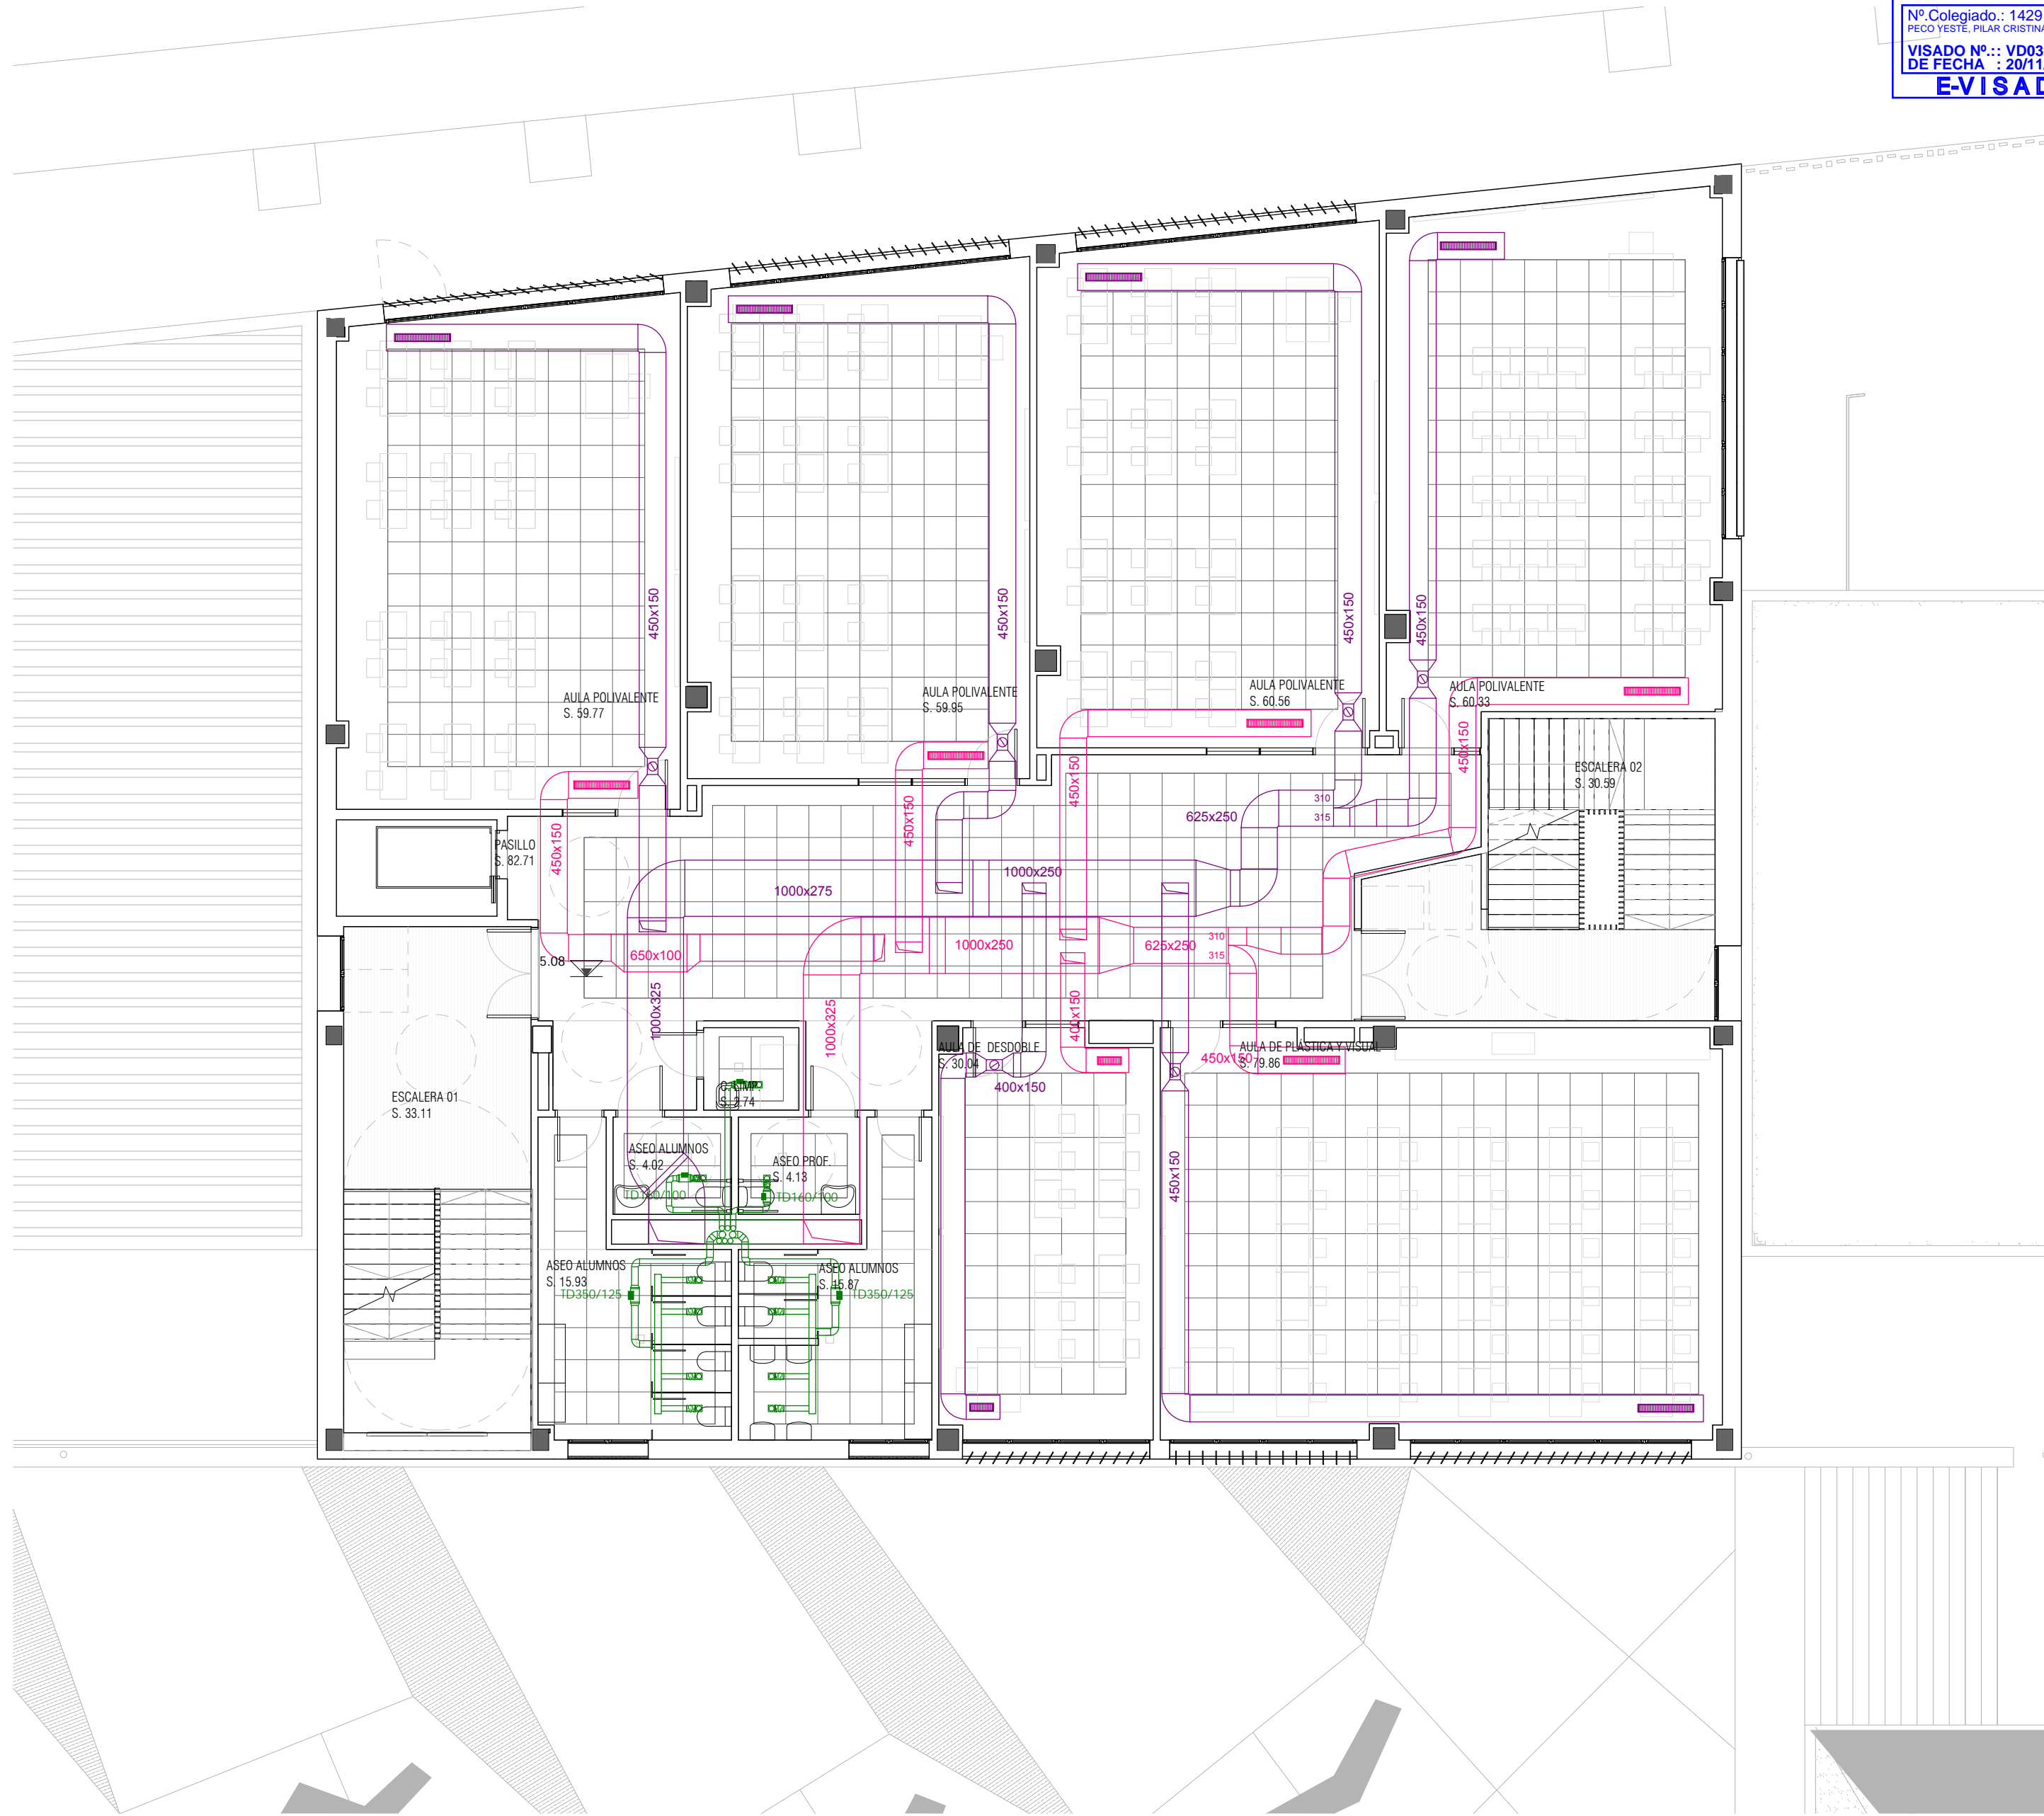 Nº.Colegiado.: 1429
PECO YESTE, PILAR CRISTINA
VISADO Nº.:: VD03
DE FECHA : 20/11
E-VISAD
450x150
450x150
450x150
450x150
AULA POLIVALENTE
S. 59.77
AULA POLIVALENTE
S. 59.95
AULA POLIVALENTE
S. 60.56
AULA POLIVALENTE
S. 60.33
450x150
450x150
450x150
450x150
ESCALERA 02
S. 30.59
PASILLO
S. 82.71
625x250
310
315
1000x275
1000x250
650x100
1000x250
625x250
310
315
5.08
1000x325
1000x325
400x150
AULA DE DESDOBLE
S. 30.04
400x150
450x150
AULA DE PLÁSTICA Y VISUAL
S. 79.86
450x150
ESCALERA 01
S. 33.11
C. LIMP.
S. 2.74
ASEO ALUMNOS
S. 4.02
TD160/100
ASEO PROF.
S. 4.13
TD160/100
ASEO ALUMNOS
S. 15.93
TD350/125
ASEO ALUMNOS
S. 15.87
TD350/125